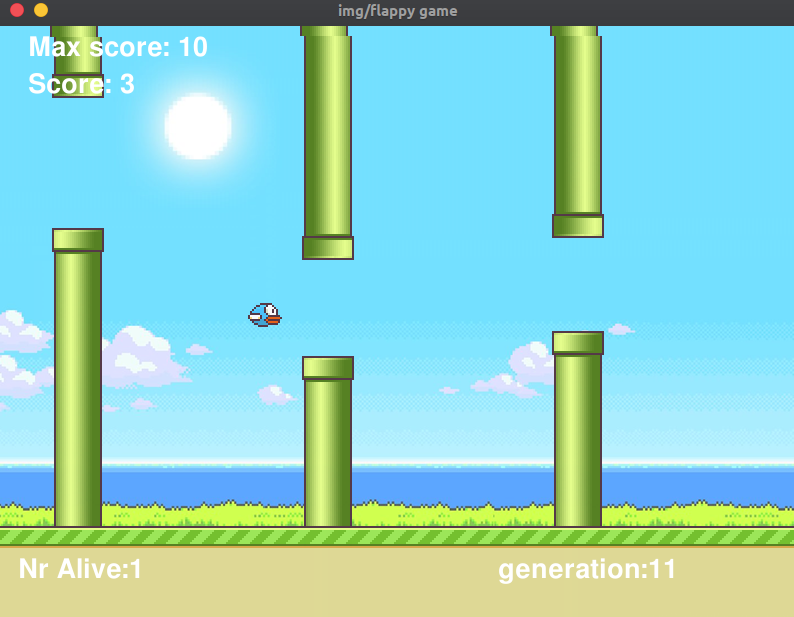 img/flappy game
Max score: 10
Score: 3
Nr Alive:1
generation:11